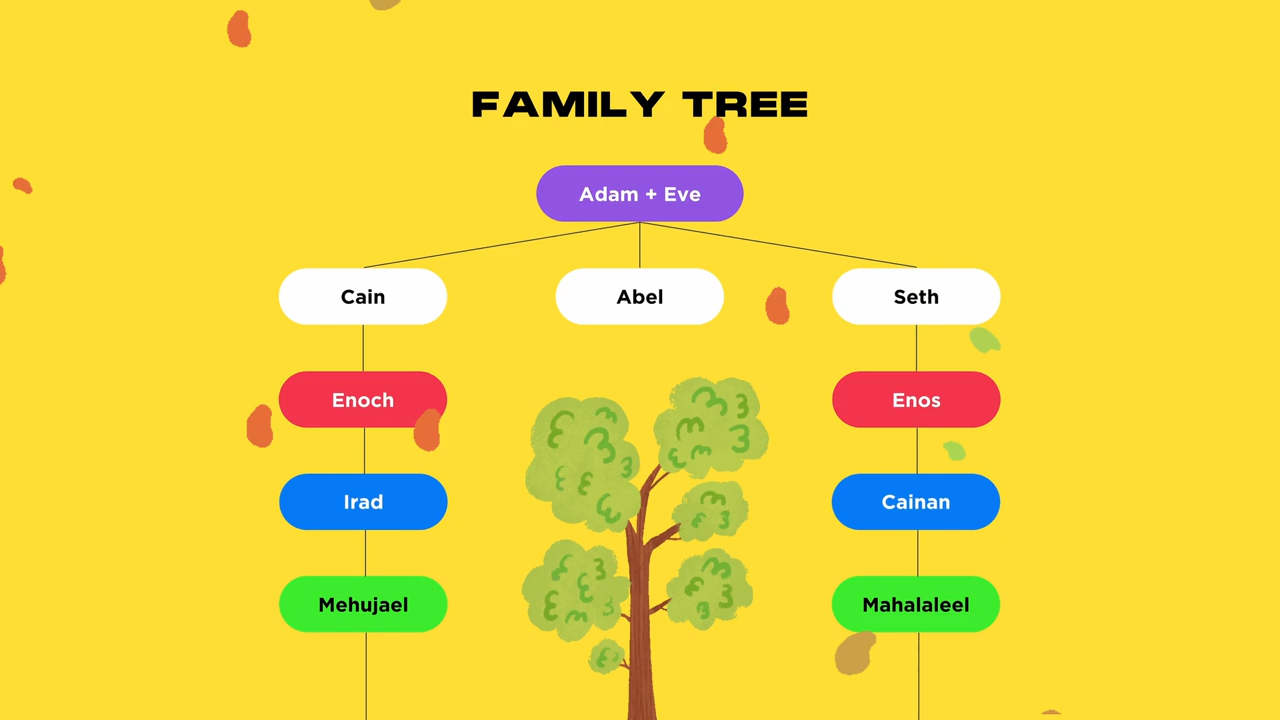 FAMILY TREE
Adam + Eve
Cain
Abel
Seth
Enoch
Enos
Irad
Cainan
Mehujael
Mahalaleel